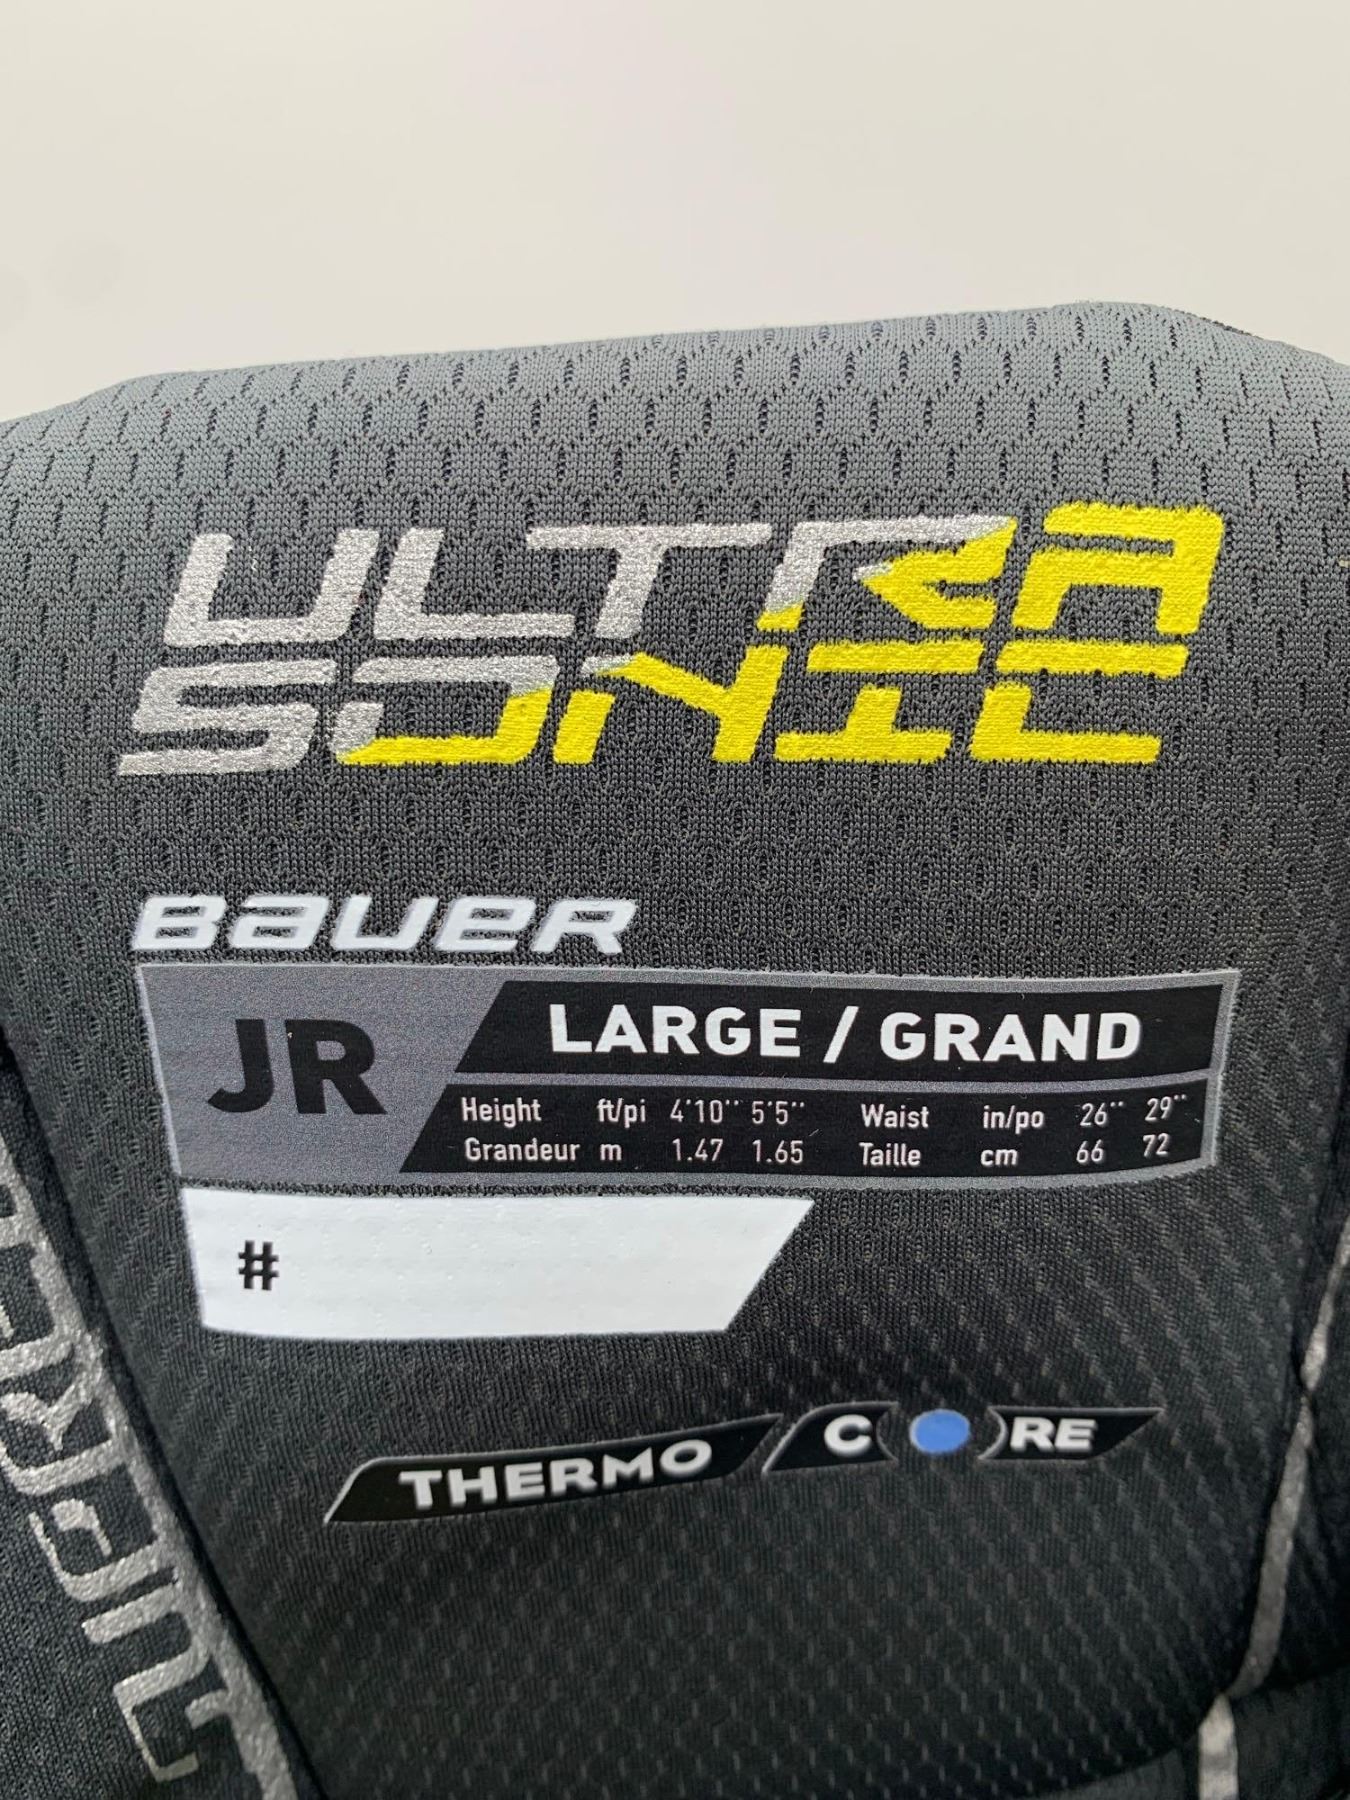 ULTRA
SONIC
BAUER
JR
LARGE / GRAND
Height ft/pi 4'10'' 5'5'' Waist in/po 26'' 29''
Grandeur m 1.47 1.65 Taille cm 66 72
#
THERMO CORE